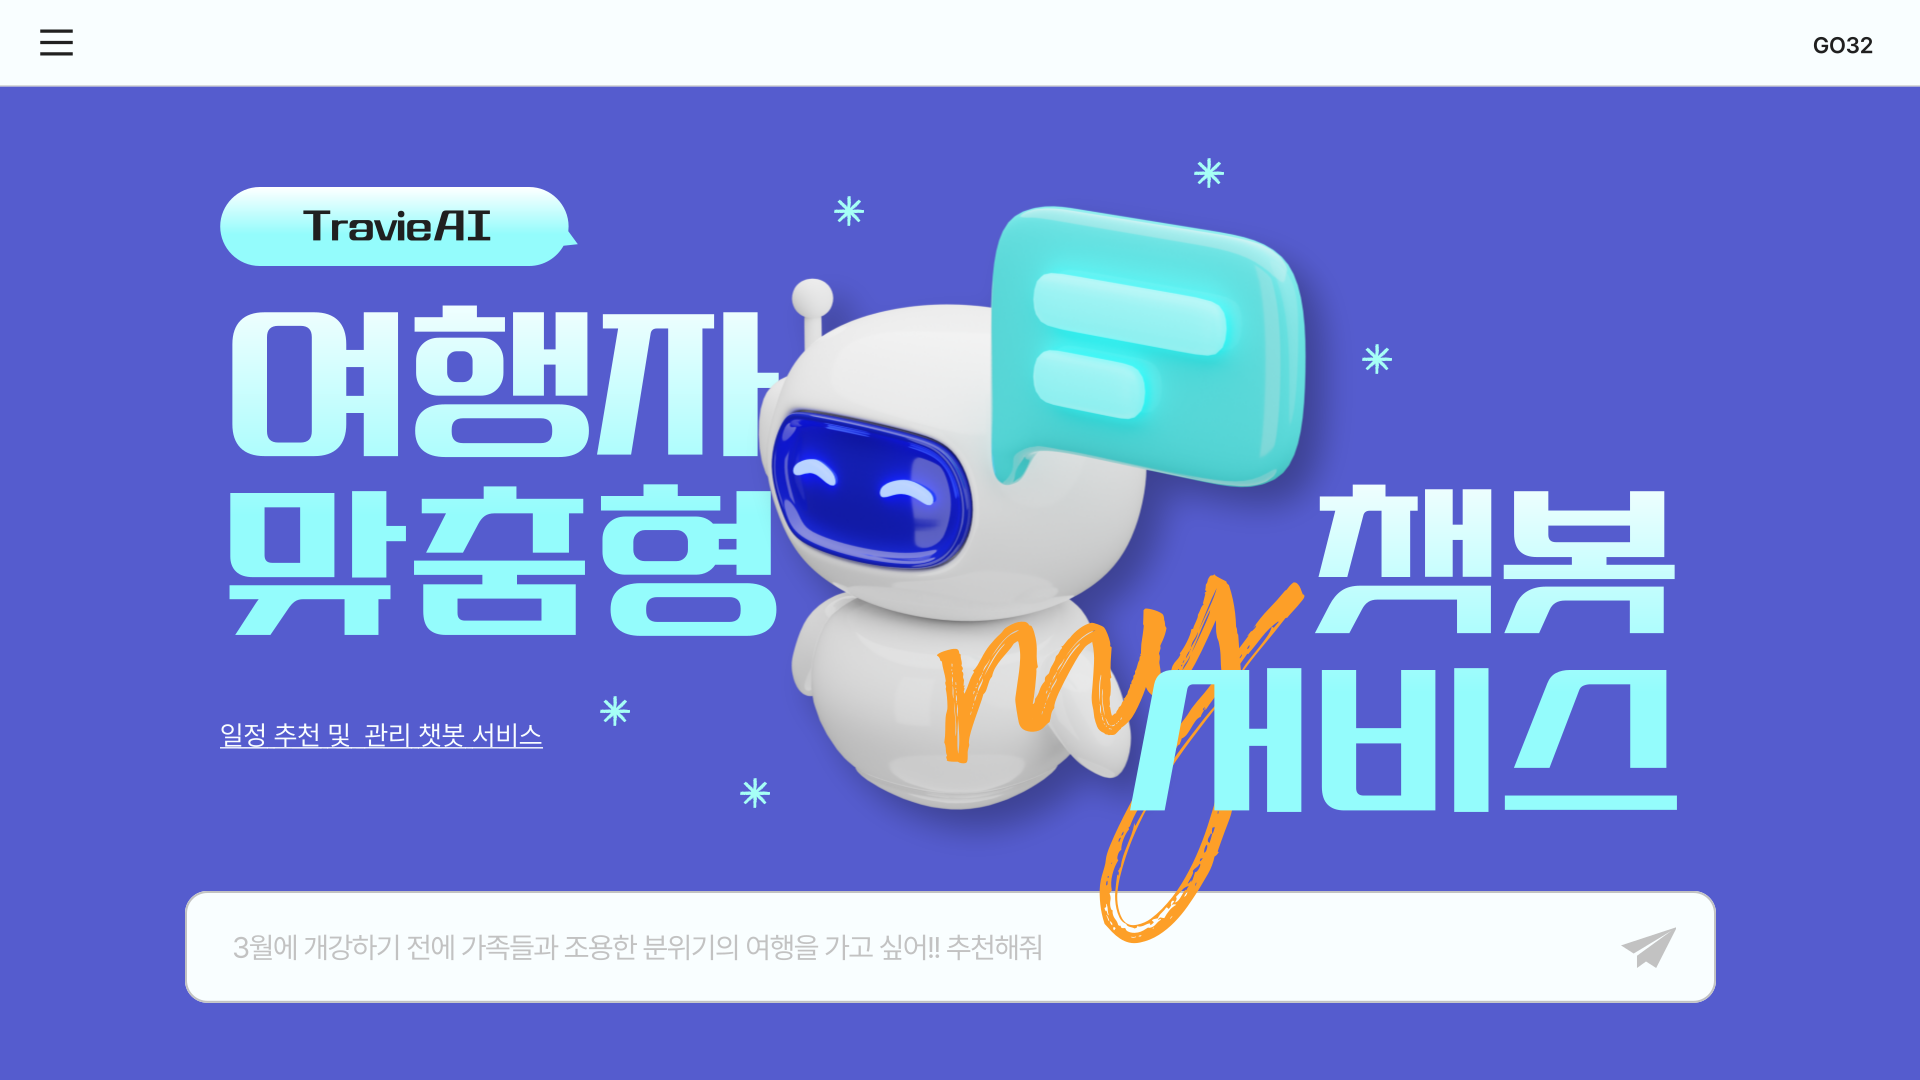 GO32
TravieAI
여행자
맞춤형
챗봇
my
서비스
일정 추천 및 관리 챗봇 서비스
3월에 개강하기 전에 가족들과 조용한 분위기의 여행을 가고 싶어!! 추천해줘